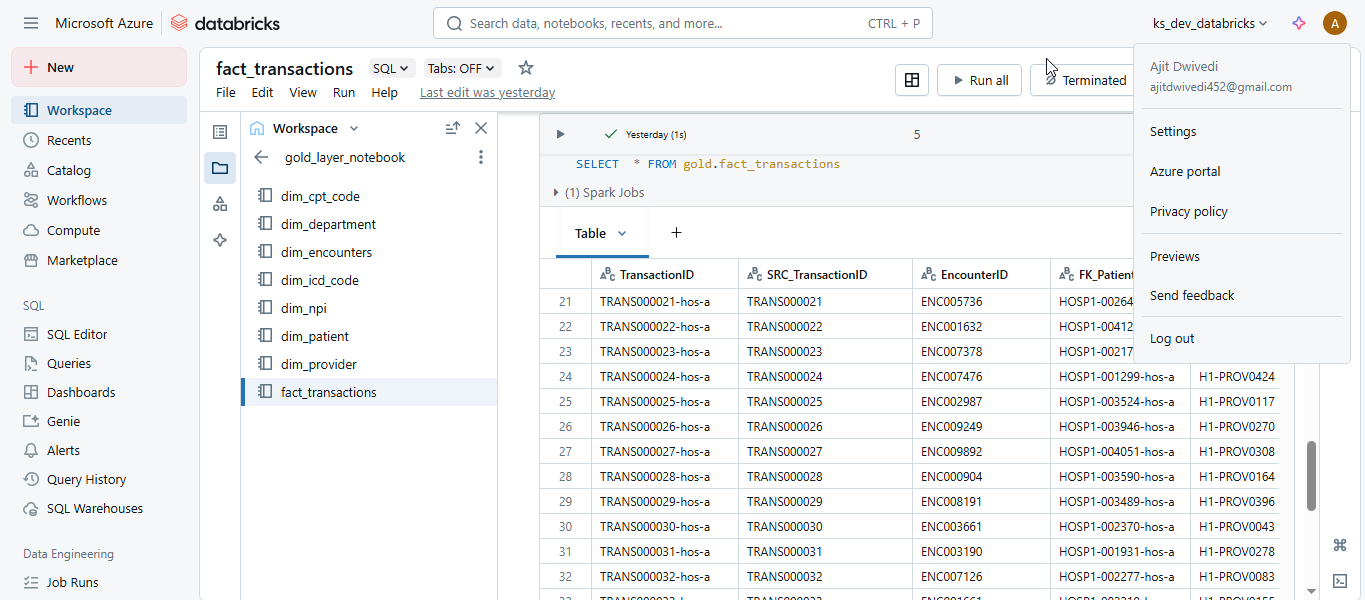 Microsoft Azure databricks
Search data, notebooks, recents, and more... CTRL + P
ks_dev_databricks A
New
Workspace
Recents
Catalog
Workflows
Compute
Marketplace
SQL
SQL Editor
Queries
Dashboards
Genie
Alerts
Query History
SQL Warehouses
Data Engineering
Job Runs
fact_transactions SQL Tabs: OFF
File Edit View Run Help Last edit was yesterday
Run all Terminated
Workspace
gold_layer_notebook
dim_cpt_code
dim_department
dim_encounters
dim_icd_code
dim_npi
dim_patient
dim_provider
fact_transactions
Yesterday (1s) 5
SELECT * FROM gold.fact_transactions
(1) Spark Jobs
Table +
TransactionID SRC_TransactionID EncounterID FK_Patient
21 TRANS000021-hos-a TRANS000021 ENC005736 HOSP1-00264
22 TRANS000022-hos-a TRANS000022 ENC001632 HOSP1-00412
23 TRANS000023-hos-a TRANS000023 ENC007378 HOSP1-00217
24 TRANS000024-hos-a TRANS000024 ENC007476 HOSP1-001299-hos-a H1-PROV0424
25 TRANS000025-hos-a TRANS000025 ENC002987 HOSP1-003524-hos-a H1-PROV0117
26 TRANS000026-hos-a TRANS000026 ENC009249 HOSP1-003946-hos-a H1-PROV0270
27 TRANS000027-hos-a TRANS000027 ENC009892 HOSP1-004051-hos-a H1-PROV0308
28 TRANS000028-hos-a TRANS000028 ENC000904 HOSP1-003590-hos-a H1-PROV0164
29 TRANS000029-hos-a TRANS000029 ENC008191 HOSP1-003489-hos-a H1-PROV0396
30 TRANS000030-hos-a TRANS000030 ENC003661 HOSP1-002370-hos-a H1-PROV0043
31 TRANS000031-hos-a TRANS000031 ENC003190 HOSP1-001931-hos-a H1-PROV0278
32 TRANS000032-hos-a TRANS000032 ENC007126 HOSP1-002277-hos-a H1-PROV0083
Ajit Dwivedi
ajitdwivedi452@gmail.com
Settings
Azure portal
Privacy policy
Previews
Send feedback
Log out